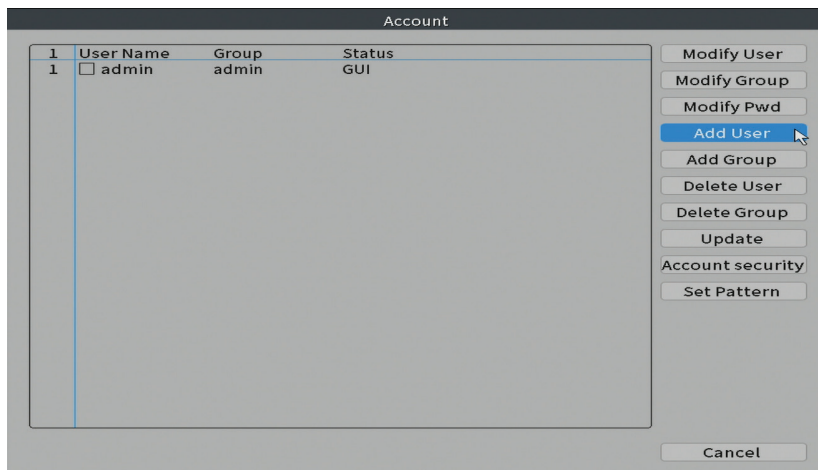 Account
1 User Name Group Status
1 admin admin GUI
Modify User
Modify Group
Modify Pwd
Add User
Add Group
Delete User
Delete Group
Update
Account security
Set Pattern
Cancel